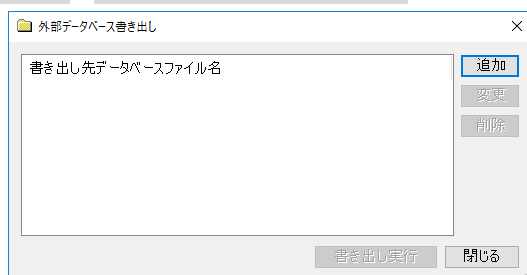 外部データベース書き出し
書き出し先データベースファイル名
追加
変更
削除
書き出し実行
閉じる